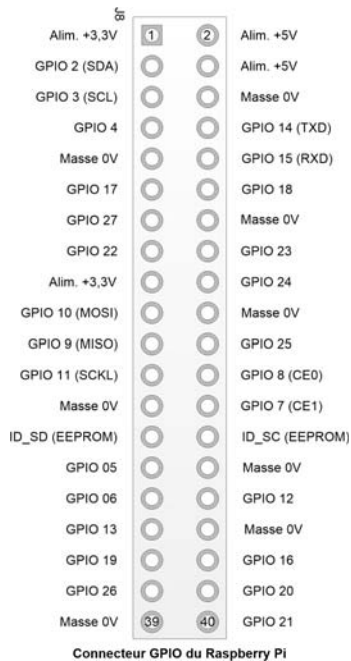 J8
Alim. +3,3V 1 2 Alim. +5V
GPIO 2 (SDA) Alim. +5V
GPIO 3 (SCL) Masse 0V
GPIO 4 GPIO 14 (TXD)
Masse 0V GPIO 15 (RXD)
GPIO 17 GPIO 18
GPIO 27 Masse 0V
GPIO 22 GPIO 23
Alim. +3,3V GPIO 24
GPIO 10 (MOSI) Masse 0V
GPIO 9 (MISO) GPIO 25
GPIO 11 (SCKL) GPIO 8 (CE0)
Masse 0V GPIO 7 (CE1)
ID_SD (EEPROM) ID_SC (EEPROM)
GPIO 05 Masse 0V
GPIO 06 GPIO 12
GPIO 13 Masse 0V
GPIO 19 GPIO 16
GPIO 26 GPIO 20
Masse 0V 39 40 GPIO 21
Connecteur GPIO du Raspberry Pi